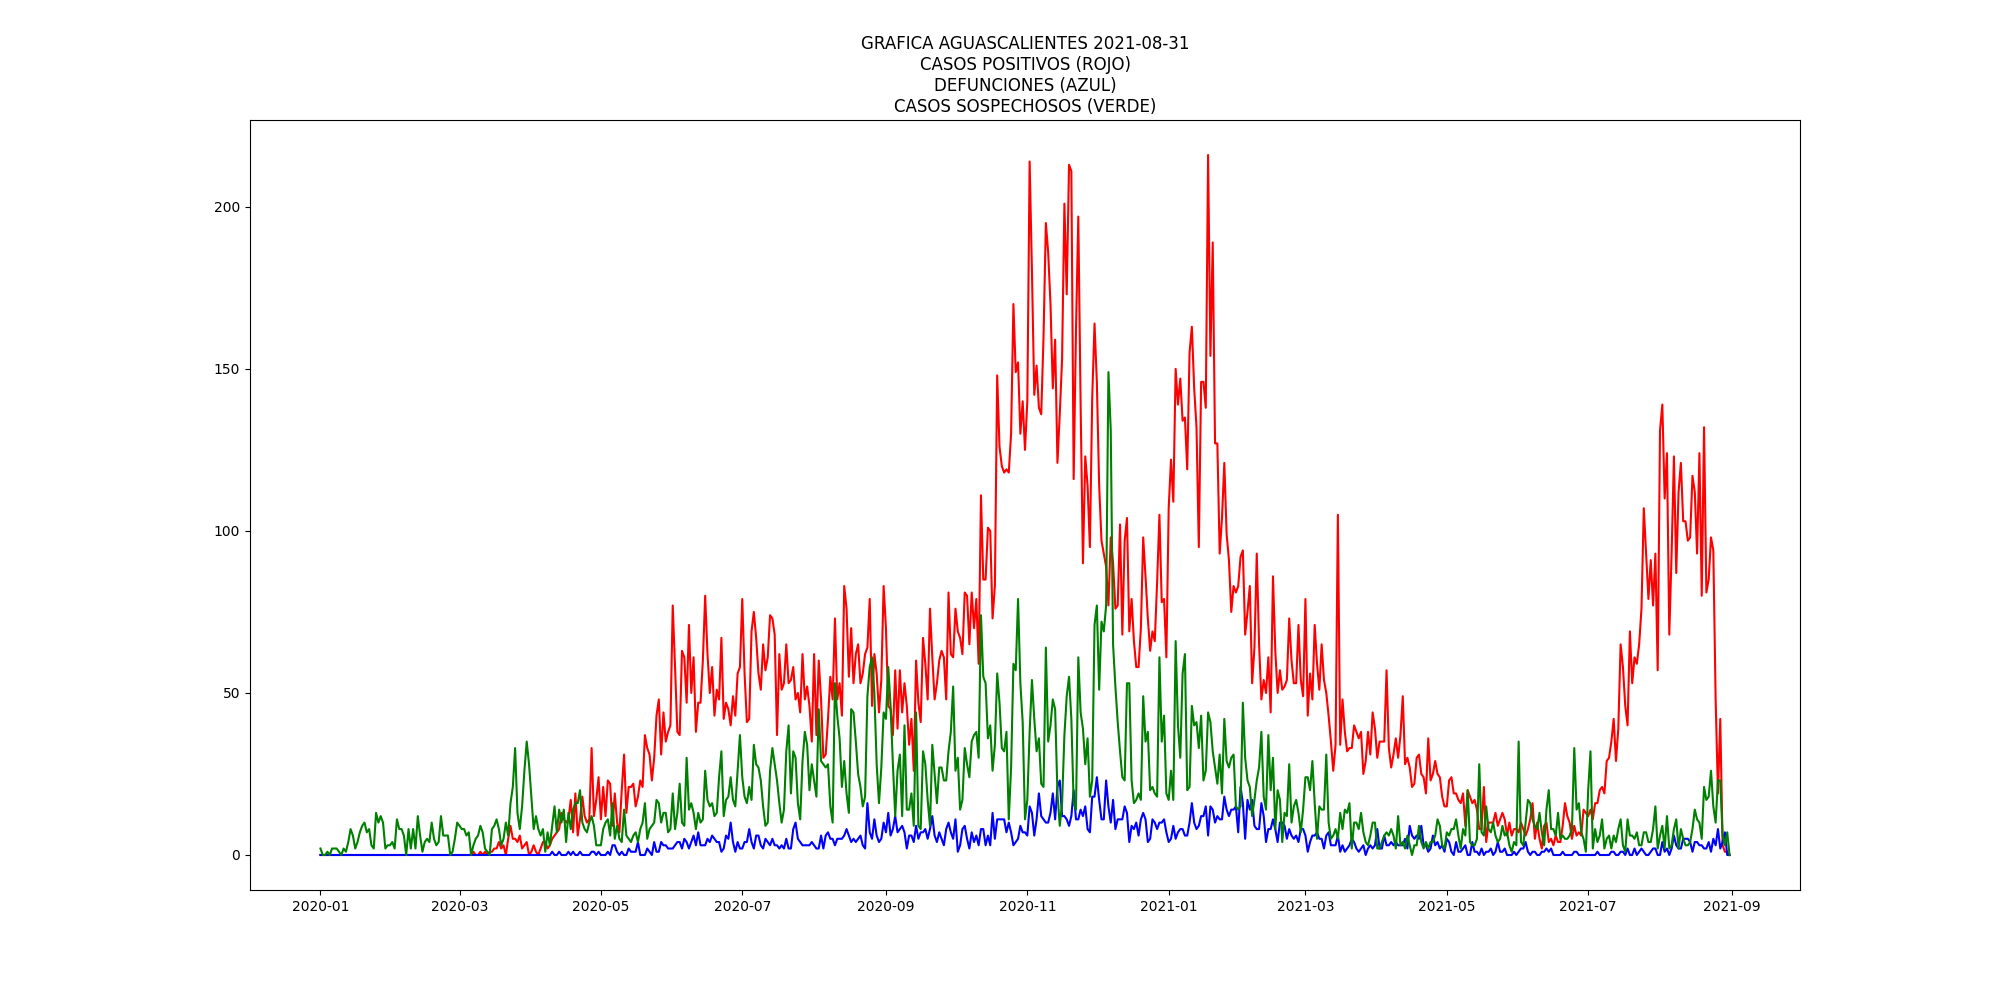 GRAFICA AGUASCALIENTES 2021-08-31
CASOS POSITIVOS (ROJO)
DEFUNCIONES (AZUL)
CASOS SOSPECHOSOS (VERDE)
200
150
100
50
0
2020-01 2020-03 2020-05 2020-07 2020-09 2020-11 2021-01 2021-03 2021-05 2021-07 2021-09